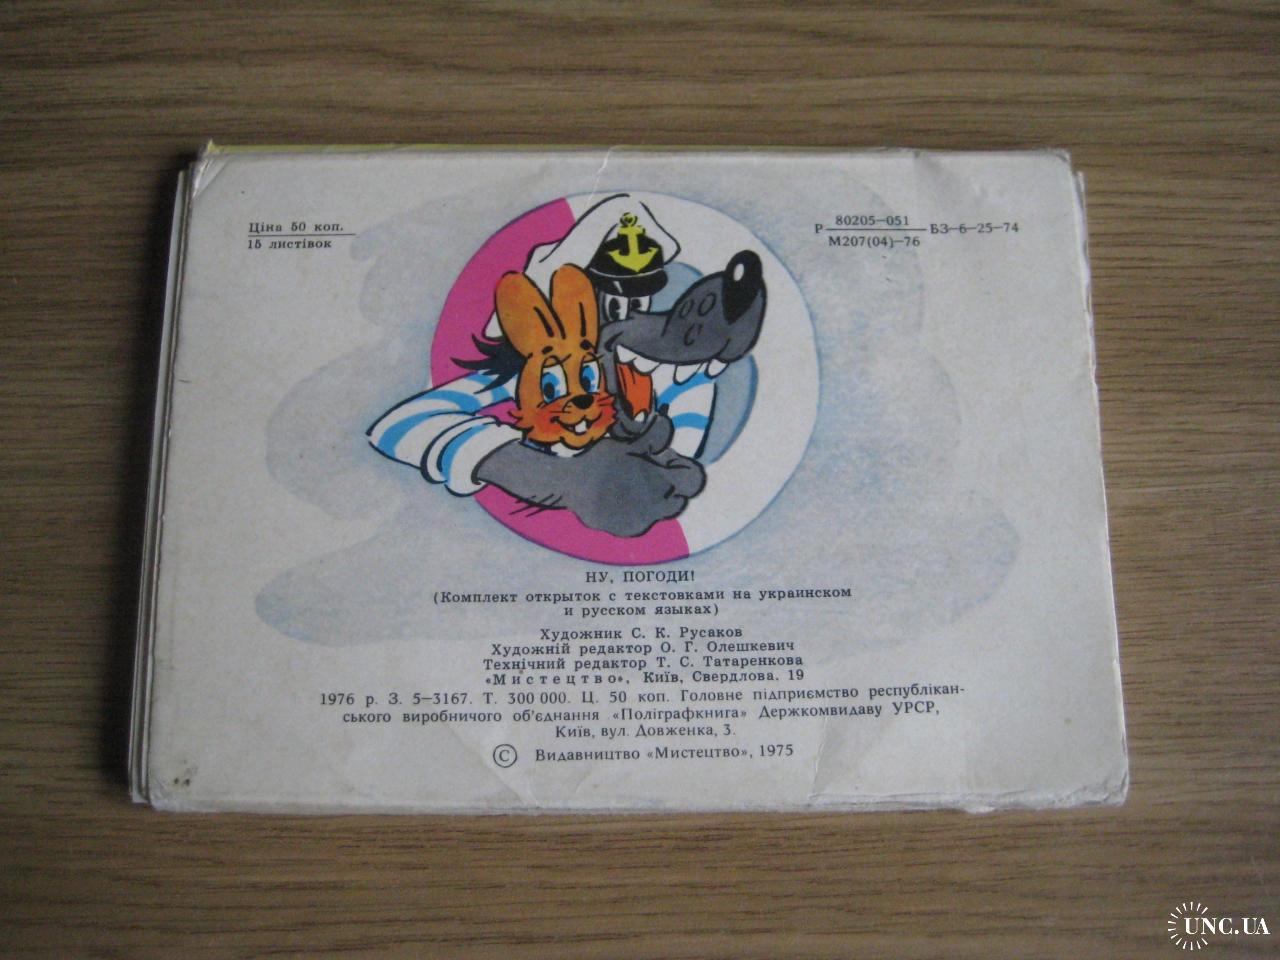 Ціна 50 коп.
15 листівок
Р 80205—051 БЗ—6—25—74
М207(04)—76
НУ, ПОГОДИ!
(Комплект открыток с текстовками на украинском
и русском языках)
Художник С. К. Русаков
Художній редактор О. Г. Олешкевич
Технічний редактор Т. С. Татаренкова
«Мистецтво», Київ, Свердлова, 19
1976 р. З. 5—3167. Т. 300 000. Ц. 50 коп. Головне підприємство республікан-
ського виробничого об'єднання «Поліграфкнига» Держкомвидаву УРСР,
Київ, вул. Довженка, 3.
© Видавництво «Мистецтво», 1975
UNC.UA